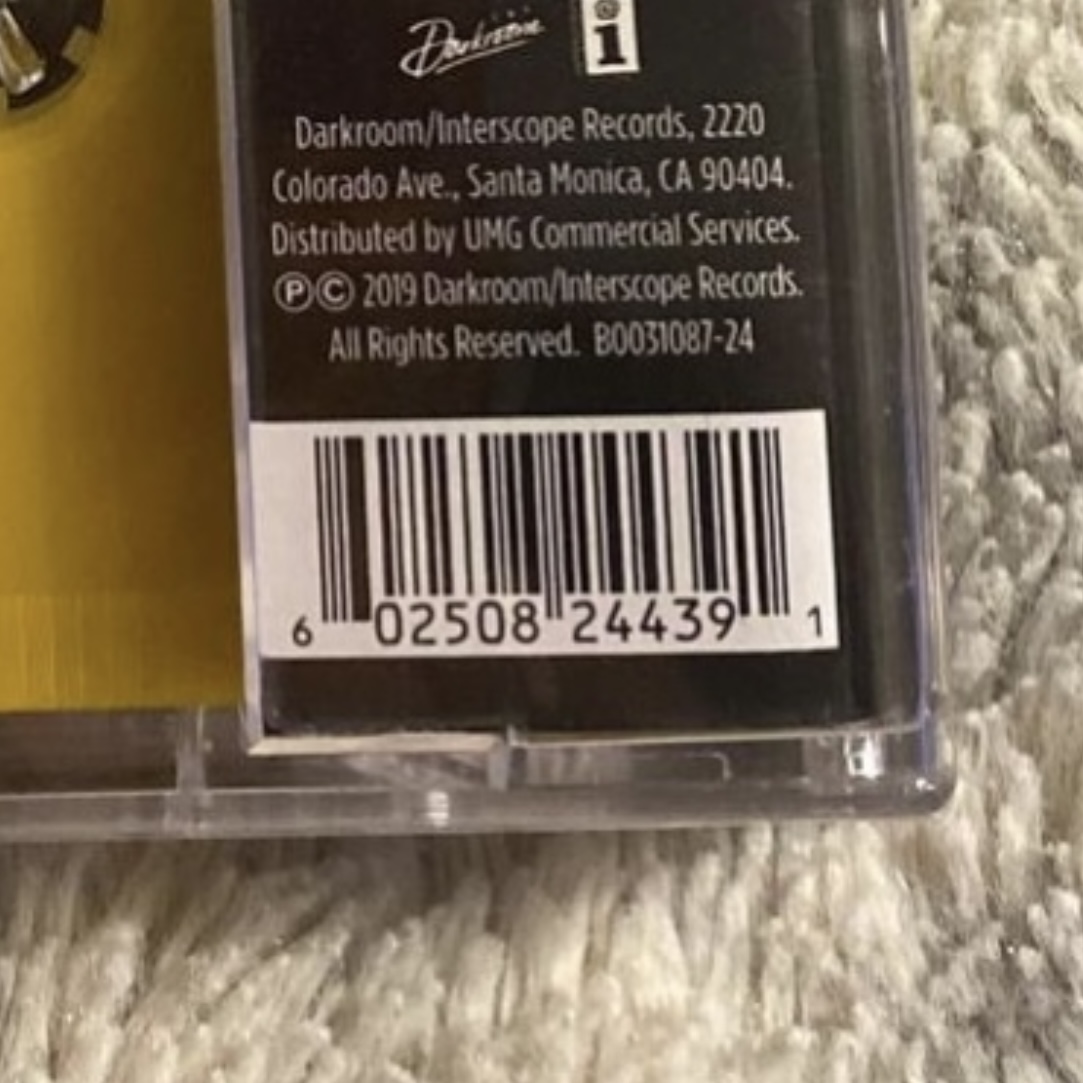 Darkroom
@
i
Darkroom/Interscope Records, 2220
Colorado Ave., Santa Monica, CA 90404.
Distributed by UMG Commercial Services.
℗© 2019 Darkroom/Interscope Records.
All Rights Reserved. B0031087-24
6 02508 24439 1